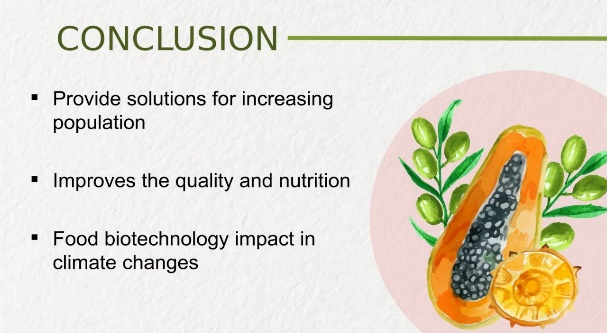 CONCLUSION
▪ Provide solutions for increasing
population
▪ Improves the quality and nutrition
▪ Food biotechnology impact in
climate changes